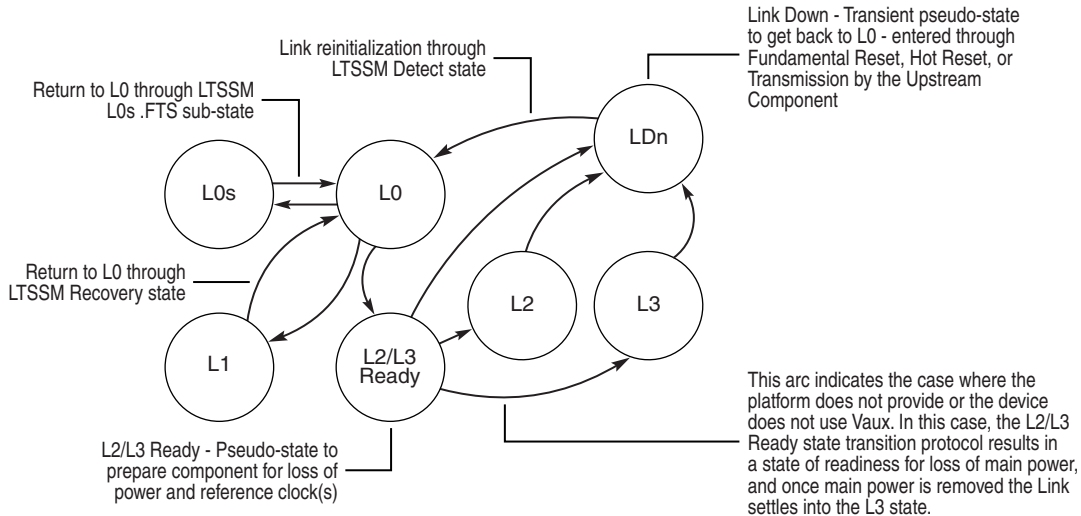 Link Down - Transient pseudo-state
to get back to L0 - entered through
Fundamental Reset, Hot Reset, or
Transmission by the Upstream
Component
Link reinitialization through
LTSSM Detect state
Return to L0 through LTSSM
L0s .FTS sub-state
LDn
L0s
L0
Return to L0 through
LTSSM Recovery state
L2
L3
L1
L2/L3
Ready
L2/L3 Ready - Pseudo-state to
prepare component for loss of
power and reference clock(s)
This arc indicates the case where the
platform does not provide or the device
does not use Vaux. In this case, the L2/L3
Ready state transition protocol results in
a state of readiness for loss of main power,
and once main power is removed the Link
settles into the L3 state.